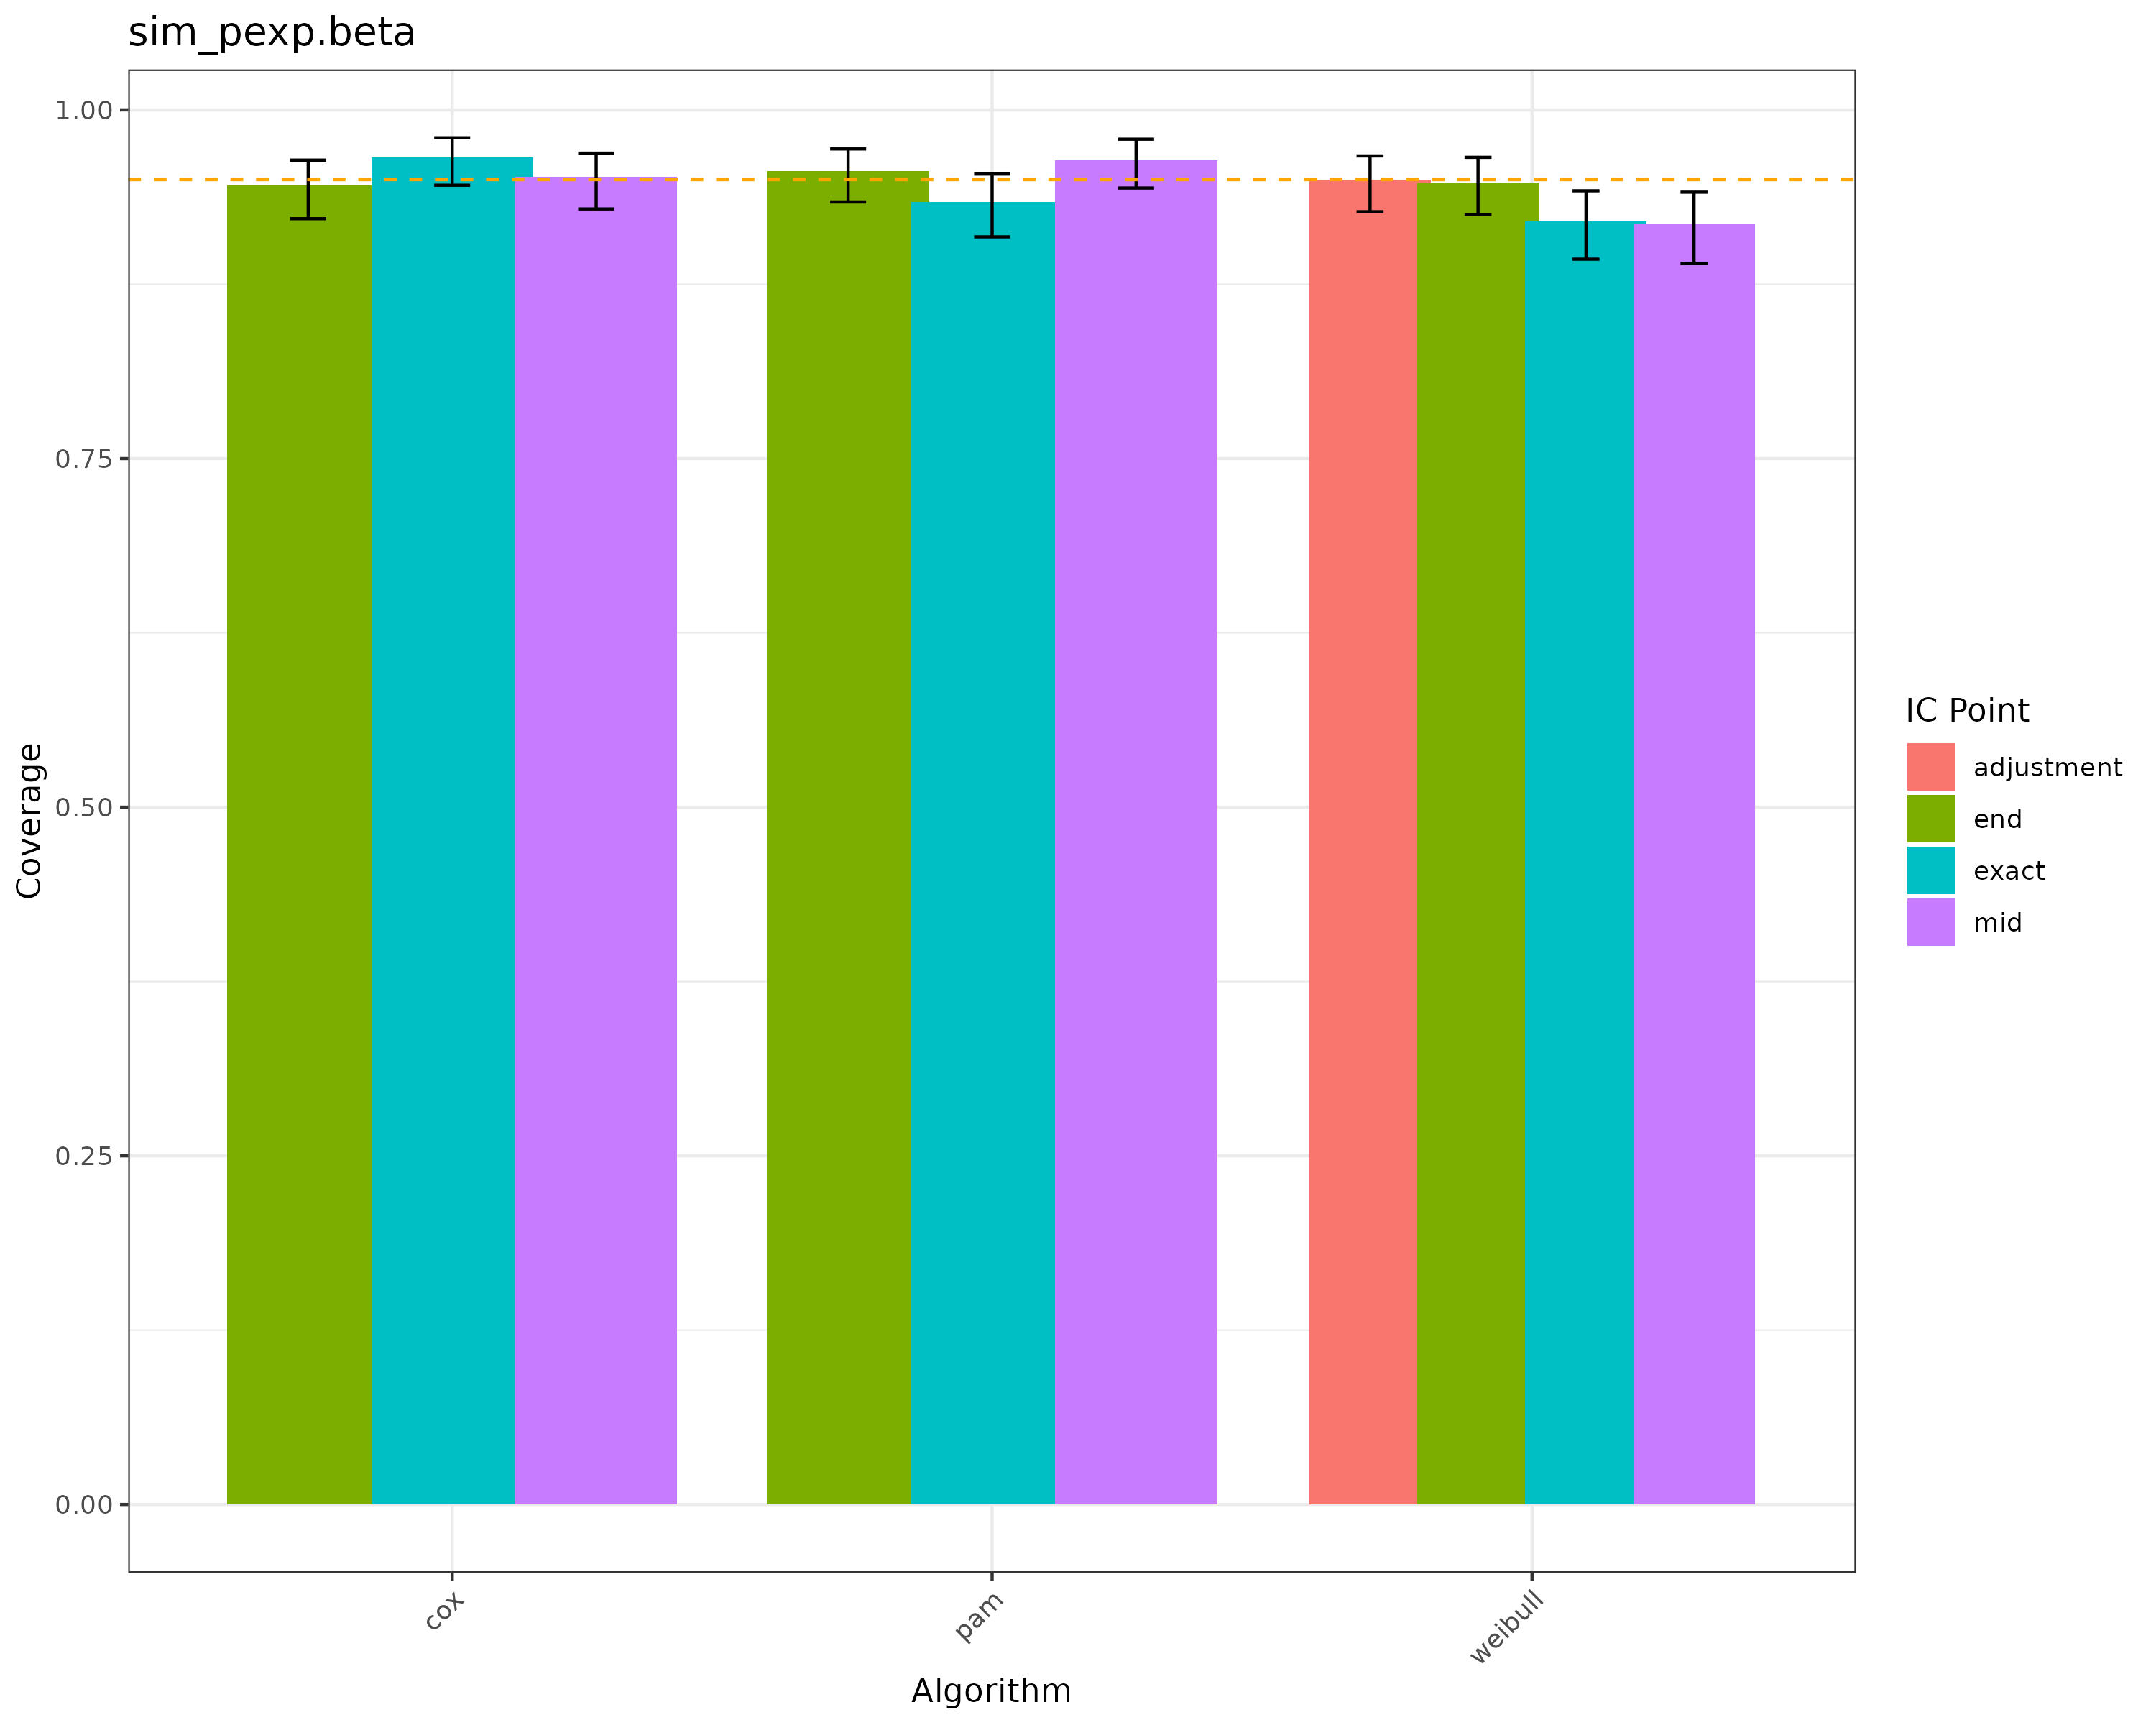 sim_pexp.beta
1.00
0.75
0.50
0.25
0.00
Coverage
cox
pam
weibull
Algorithm
IC Point
adjustment
end
exact
mid